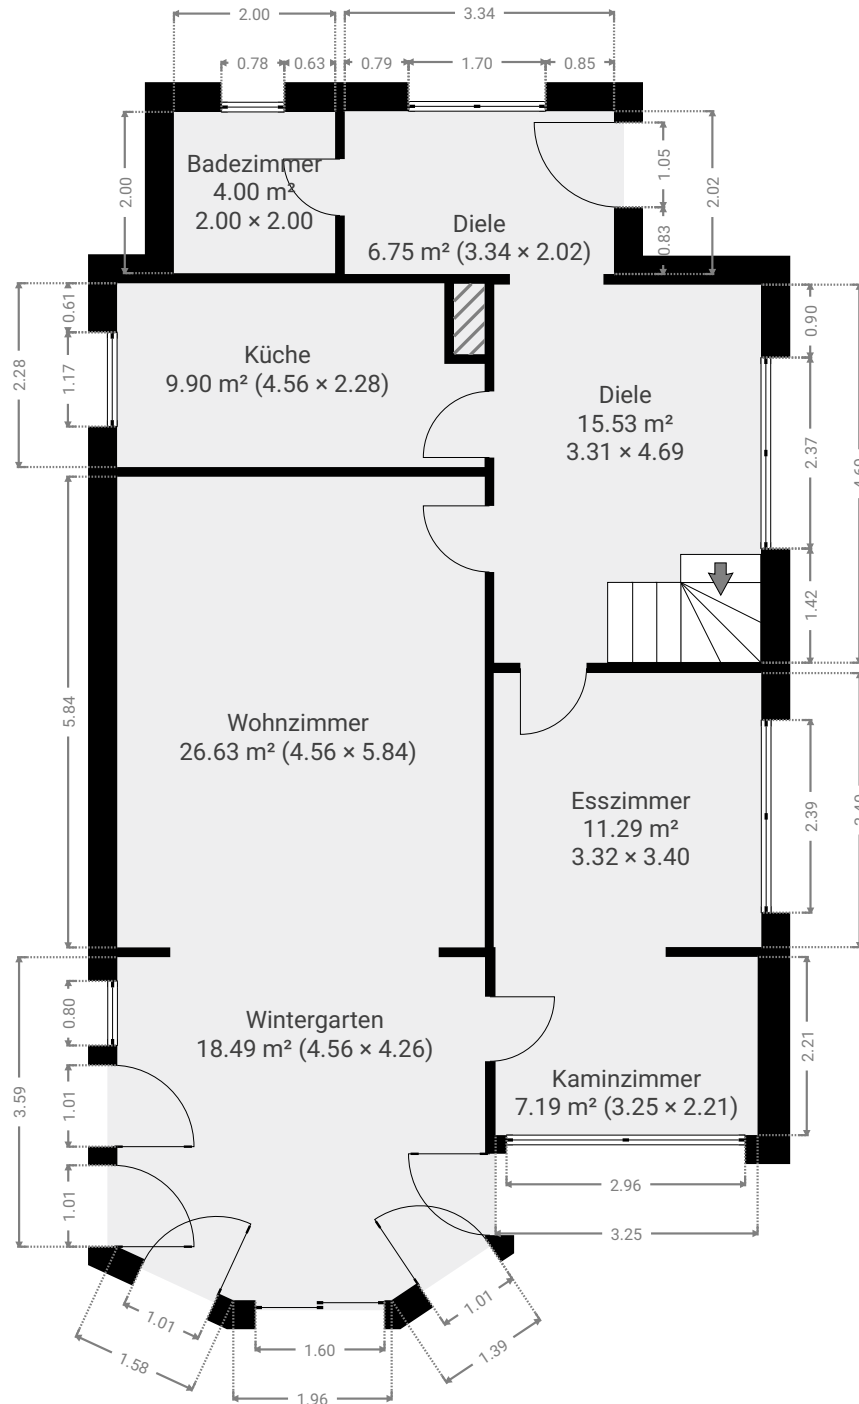 2.00
3.34
0.78
0.63
0.79
1.70
0.85
Badezimmer
4.00 m²
2.00 × 2.00
2.00
Diele
6.75 m² (3.34 × 2.02)
1.05
0.83
2.02
0.61
1.17
2.28
Küche
9.90 m² (4.56 × 2.28)
Diele
15.53 m²
3.31 × 4.69
0.90
2.37
1.42
5.84
Wohnzimmer
26.63 m² (4.56 × 5.84)
Esszimmer
11.29 m²
3.32 × 3.40
2.39
Wintergarten
18.49 m² (4.56 × 4.26)
0.80
3.59
1.01
1.01
Kaminzimmer
7.19 m² (3.25 × 2.21)
2.21
2.96
3.25
1.01
1.58
1.60
1.96
1.01
1.39